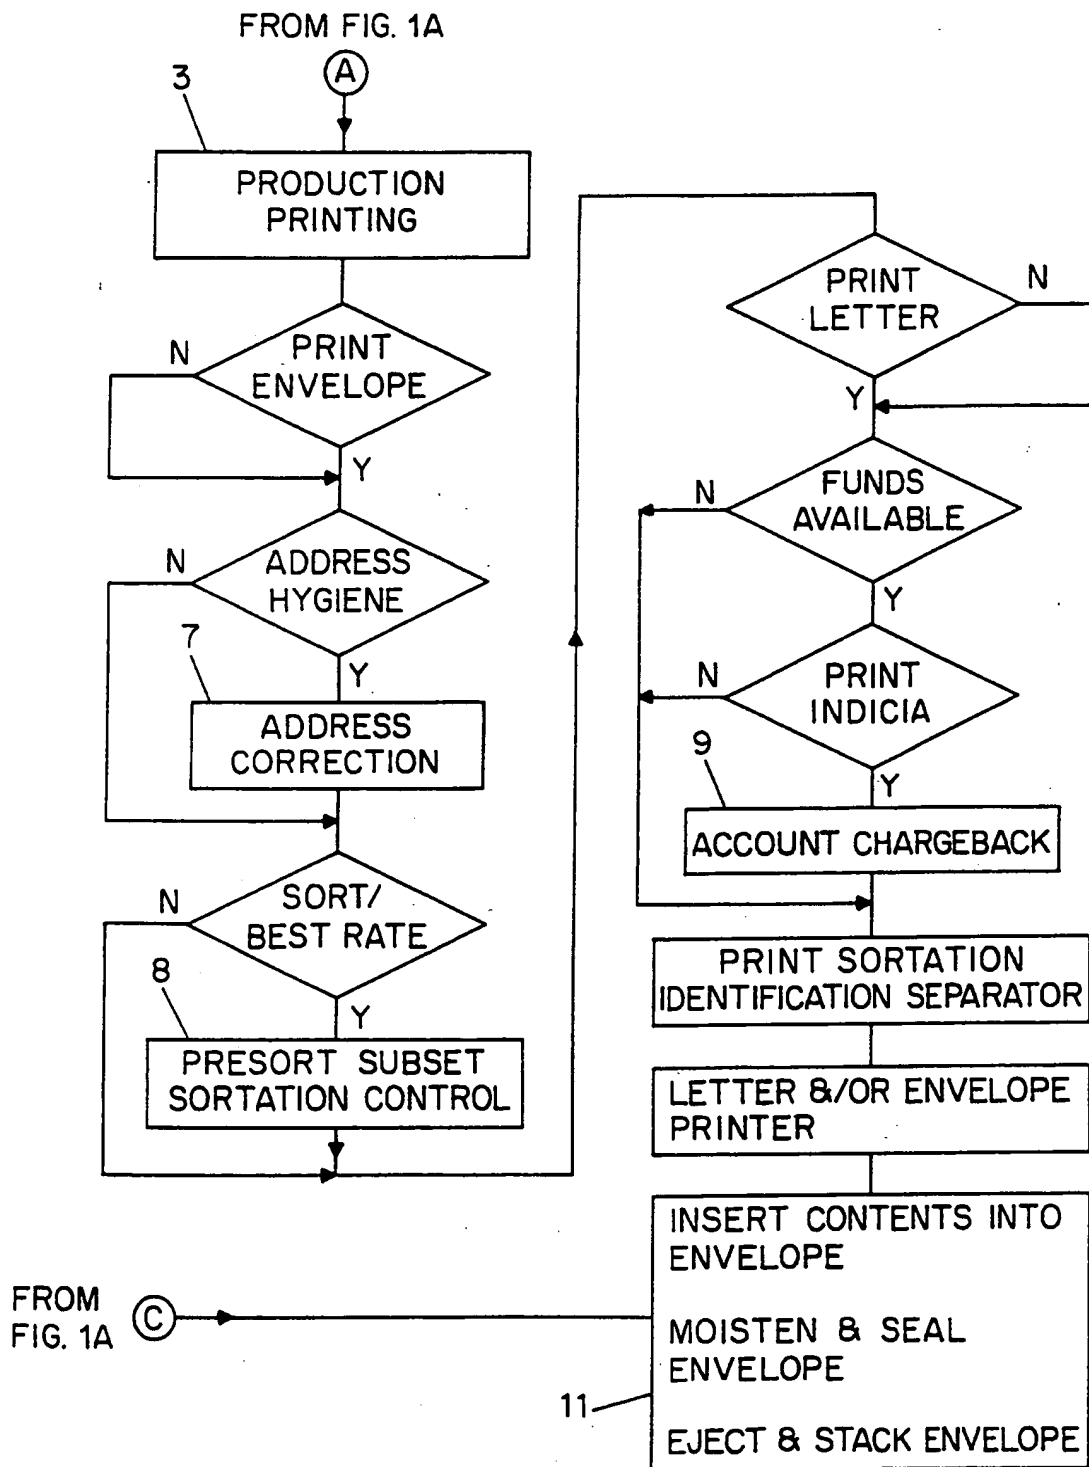 FROM FIG. 1A
A
3
PRODUCTION
PRINTING
N
PRINT
ENVELOPE
Y
N
ADDRESS
HYGIENE
7
Y
ADDRESS
CORRECTION
N
SORT/
BEST RATE
8
Y
PRESORT SUBSET
SORTATION CONTROL
PRINT
LETTER
N
Y
N
FUNDS
AVAILABLE
Y
N
PRINT
INDICIA
9
Y
ACCOUNT CHARGEBACK
PRINT SORTATION
IDENTIFICATION SEPARATOR
LETTER &/OR ENVELOPE
PRINTER
FROM
FIG. 1A
C
INSERT CONTENTS INTO
ENVELOPE
MOISTEN & SEAL
ENVELOPE
11
EJECT & STACK ENVELOPE